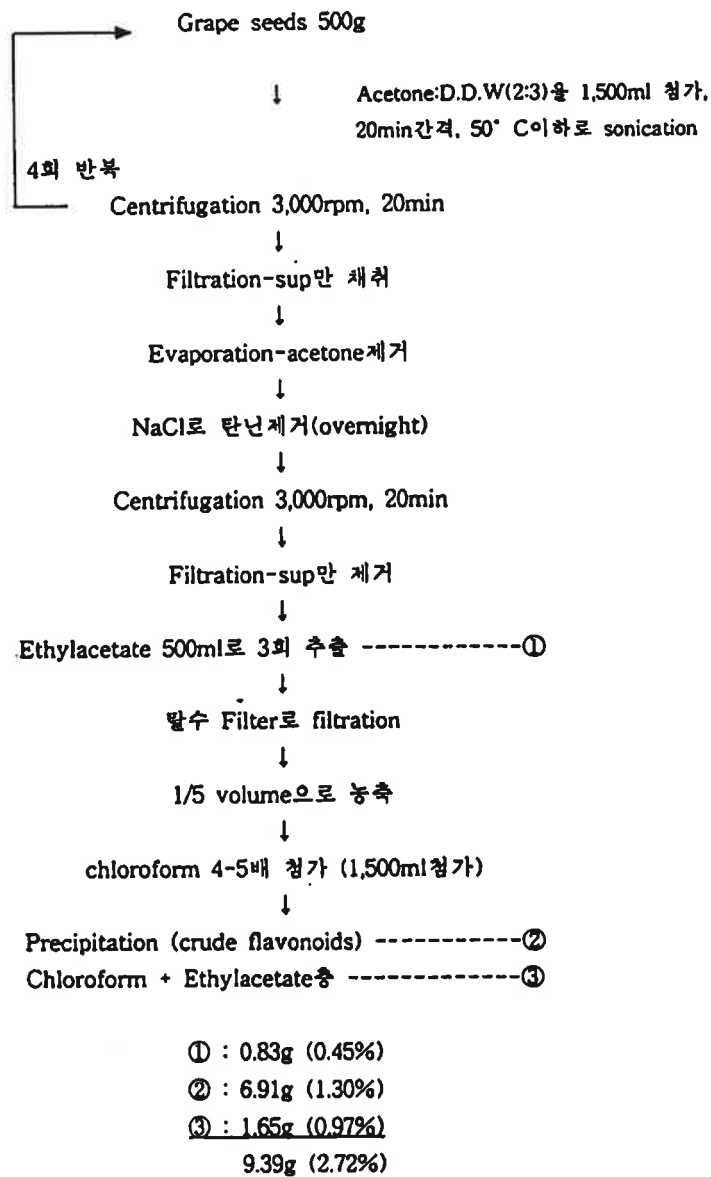 Grape seeds 500g
↓ Acetone:D.D.W(2:3)을 1,500ml 첨가,
20min간격, 50° C이하로 sonication
4회 반복
Centrifugation 3,000rpm, 20min
↓
Filtration-sup만 채취
↓
Evaporation-acetone제거
↓
NaCl로 탄닌제거(overnight)
↓
Centrifugation 3,000rpm, 20min
↓
Filtration-sup만 제거
↓
Ethylacetate 500ml로 3회 추출 -------------①
↓
탈수 Filter로 filtration
↓
1/5 volume으로 농축
↓
chloroform 4-5배 첨가 (1,500ml첨가)
↓
Precipitation (crude flavonoids) -----------②
Chloroform + Ethylacetate층 -------------③
① : 0.83g (0.45%)
② : 6.91g (1.30%)
③ : 1.65g (0.97%)
9.39g (2.72%)